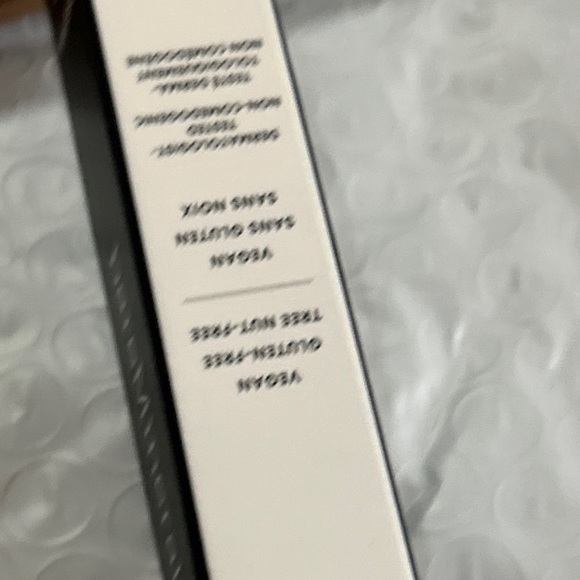 VEGAN
GLUTEN-FREE
TREE NUT-FREE
VEGAN
SANS GLUTEN
SANS NOIX
DERMATOLOGIST-
TESTED
NON-COMEDOGENIC
TESTÉ DERMA-
TOLOGIQUEMENT
NON COMÉDOGÈNE